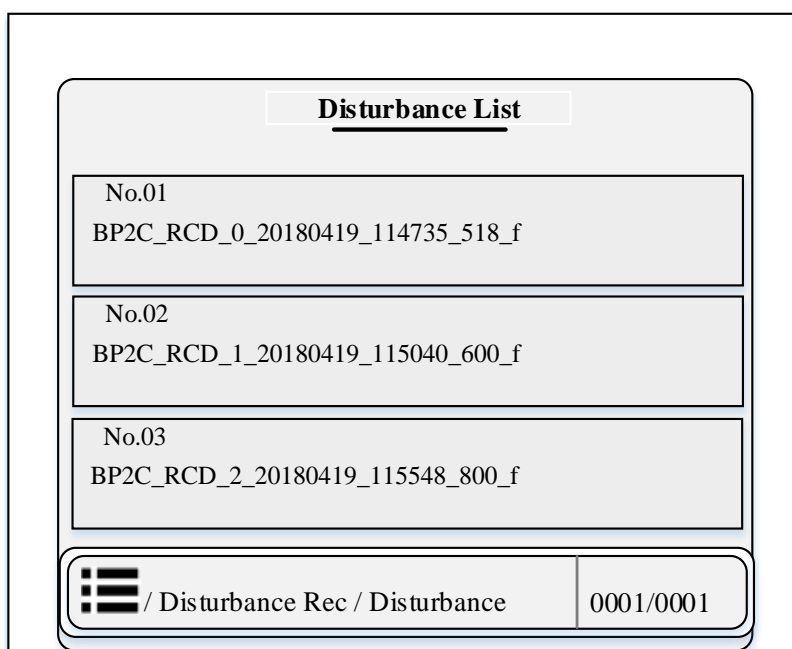 Disturbance List
No.01
BP2C_RCD_0_20180419_114735_518_f
No.02
BP2C_RCD_1_20180419_115040_600_f
No.03
BP2C_RCD_2_20180419_115548_800_f
/ Disturbance Rec / Disturbance 0001/0001